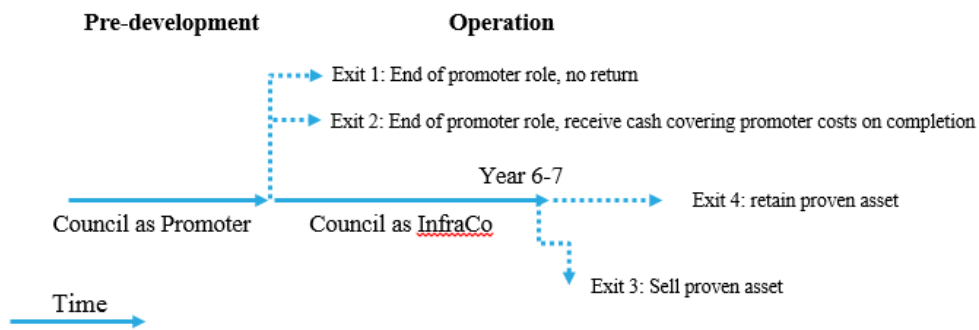 Pre-development Operation
Exit 1: End of promoter role, no return
Exit 2: End of promoter role, receive cash covering promoter costs on completion
Year 6-7
Exit 4: retain proven asset
Council as Promoter Council as InfraCo
Exit 3: Sell proven asset
Time